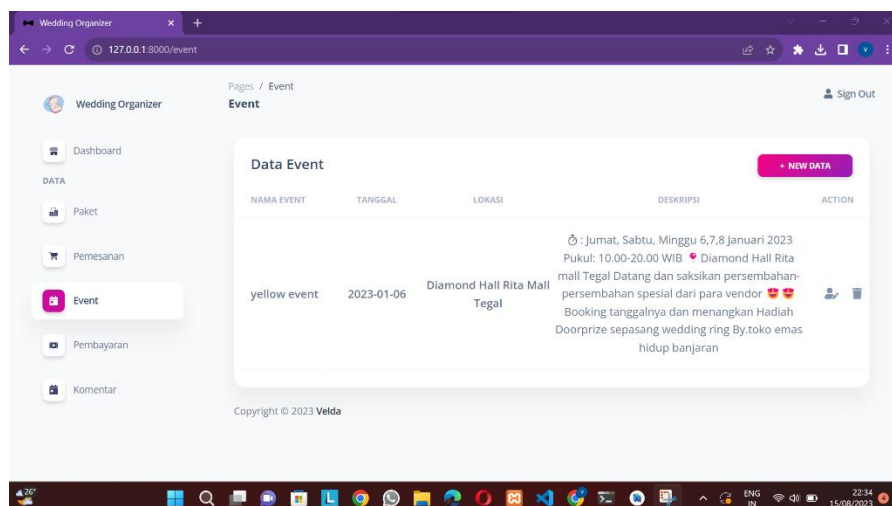 Wedding Organizer
127.0.0.1:8000/event
Wedding Organizer
Pages / Event
Event
Sign Out
Dashboard
DATA
Paket
Pemesanan
Event
Pembayaran
Komentar
Data Event
+ NEW DATA
NAMA EVENT TANGGAL LOKASI DESKRIPSI ACTION
yellow event
2023-01-06
Diamond Hall Rita Mall
Tegal
⏱ : Jumat, Sabtu, Minggu 6,7,8 Januari 2023
Pukul: 10.00-20.00 WIB 📍 Diamond Hall Rita
mall Tegal Datang dan saksikan persembahan-
persembahan spesial dari para vendor 😍 😍
Booking tanggalnya dan menangkan Hadiah
Doorprize sepasang wedding ring By.toko emas
hidup banjaran
Copyright © 2023 Velda
26°
ENG
IN
22:34
15/08/2023
4